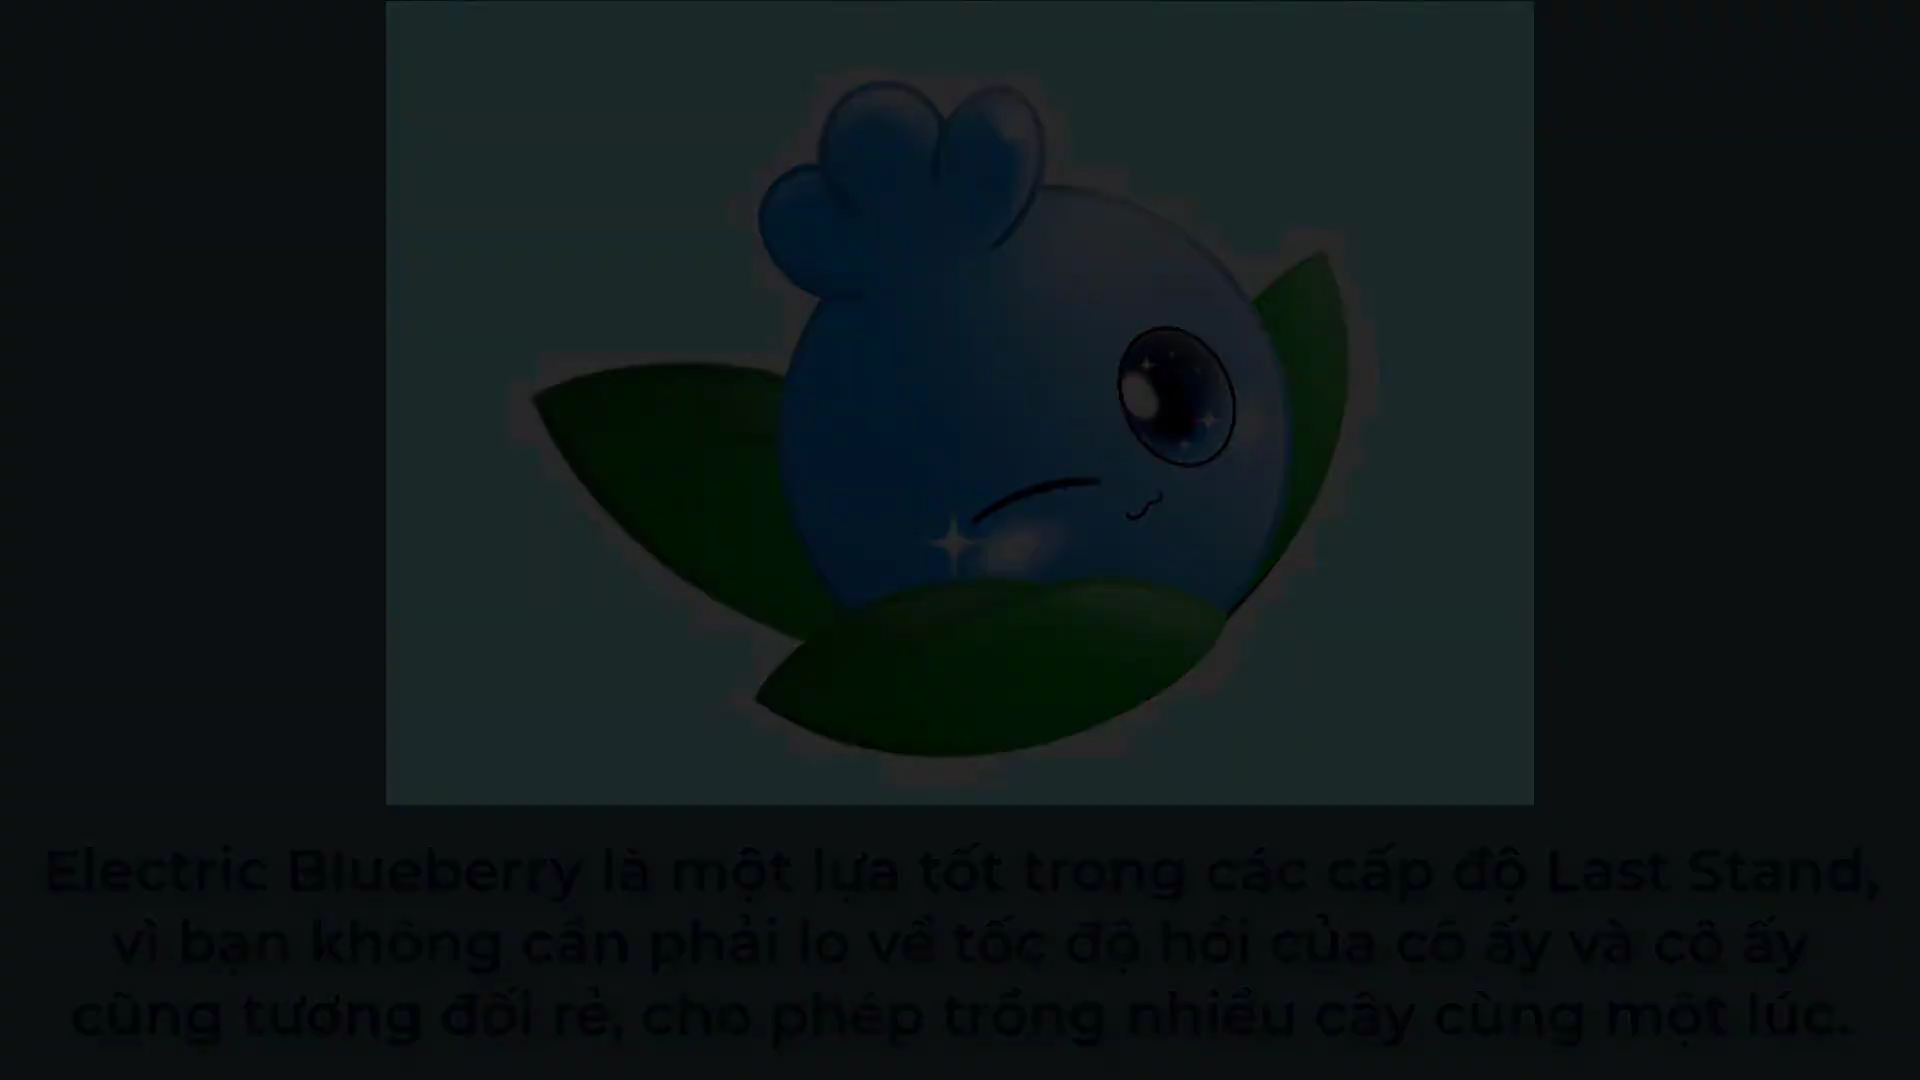 Electric Blueberry là một lựa tốt trong các cấp độ Last Stand,
vì bạn không cần phải lo về tốc độ hồi của cô ấy và cô ấy
cũng tương đối rẻ, cho phép trồng nhiều cây cùng một lúc.